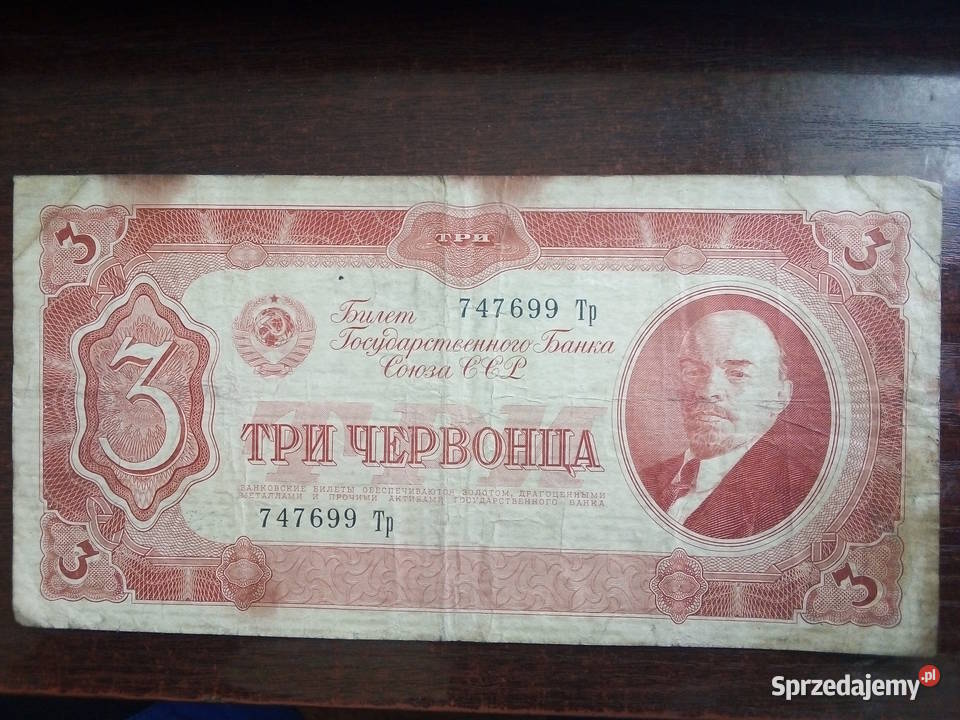 3
ТРИ
3
3
Билет 747699 Тр
Государственного Банка
Союза ССР
ТРИ
ТРИ ЧЕРВОНЦА
БАНКОВСКИЕ БИЛЕТЫ ОБЕСПЕЧИВАЮТСЯ ЗОЛОТОМ, ДРАГОЦЕННЫМИ
МЕТАЛЛАМИ И ПРОЧИМИ АКТИВАМИ ГОСУДАРСТВЕННОГО БАНКА
747699 Тр
3
3
Sprzedajemy.pl